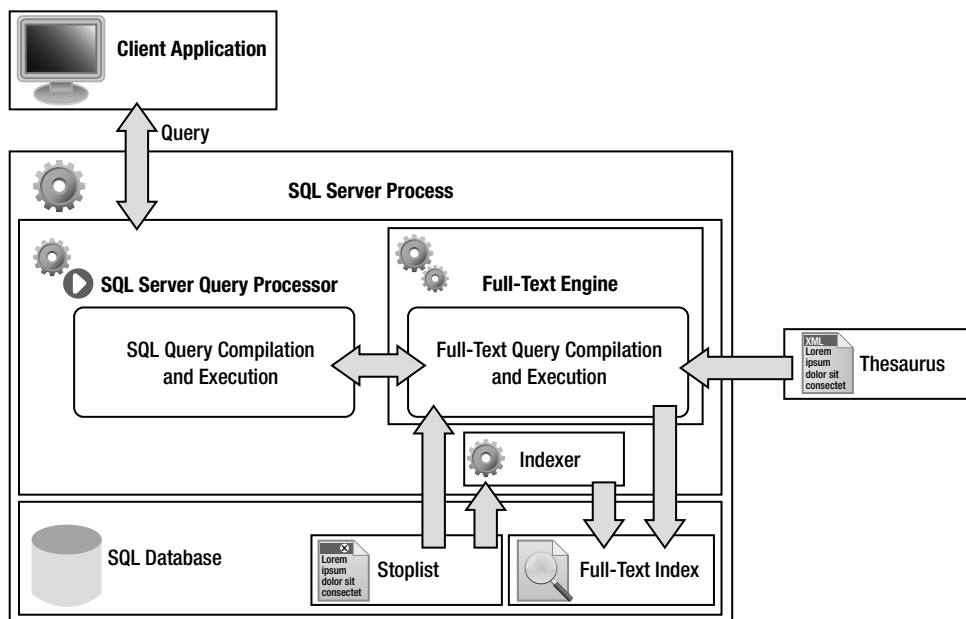 Client Application
Query
SQL Server Process
SQL Server Query Processor
Full-Text Engine
SQL Query Compilation
and Execution
Full-Text Query Compilation
and Execution
XML
Lorem
ipsum
dolor sit
consectet
Thesaurus
Indexer
SQL Database
Lorem
ipsum
dolor sit
consectet
Stoplist
Full-Text Index